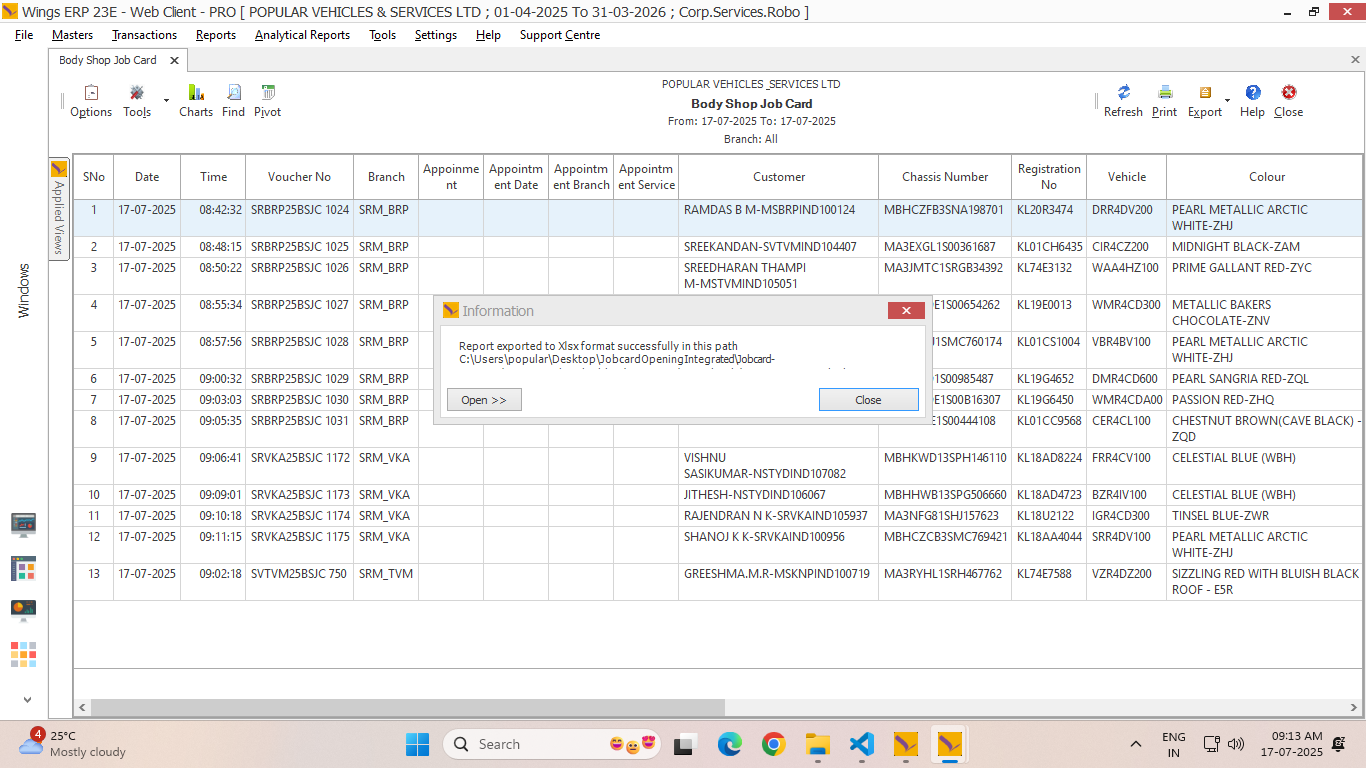 Wings ERP 23E - Web Client - PRO [ POPULAR VEHICLES & SERVICES LTD ; 01-04-2025 To 31-03-2026 ; Corp.Services.Robo ]
File Masters Transactions Reports Analytical Reports Tools Settings Help Support Centre
Body Shop Job Card
POPULAR VEHICLES_SERVICES LTD
Body Shop Job Card
From: 17-07-2025 To: 17-07-2025
Branch: All
Options Tools Charts Find Pivot
Refresh Print Export Help Close
Applied Views
Windows
SNo Date Time Voucher No Branch Appoinment Appointment Date Appointment Branch Appointment Service Customer Chassis Number Registration No Vehicle Colour
1 17-07-2025 08:42:32 SRBRP25BSJC 1024 SRM_BRP RAMDAS B M-MSBRPIND100124 MBHCZFB3SNA198701 KL20R3474 DRR4DV200 PEARL METALLIC ARCTIC
WHITE-ZHJ
2 17-07-2025 08:48:15 SRBRP25BSJC 1025 SRM_BRP SREEKANDAN-SVTVMIND104407 MA3EXGL1S00361687 KL01CH6435 CIR4CZ200 MIDNIGHT BLACK-ZAM
3 17-07-2025 08:50:22 SRBRP25BSJC 1026 SRM_BRP SREEDHARAN THAMPI MA3JMTC1SRGB34392 KL74E3132 WAA4HZ100 PRIME GALLANT RED-ZYC
M-MSTVMIND105051
4 17-07-2025 08:55:34 SRBRP25BSJC 1027 SRM_BRP E1S00654262 KL19E0013 WMR4CD300 METALLIC BAKERS
CHOCOLATE-ZNV
5 17-07-2025 08:57:56 SRBRP25BSJC 1028 SRM_BRP 1SMC760174 KL01CS1004 VBR4BV100 PEARL METALLIC ARCTIC
WHITE-ZHJ
6 17-07-2025 09:00:32 SRBRP25BSJC 1029 SRM_BRP 1S00985487 KL19G4652 DMR4CD600 PEARL SANGRIA RED-ZQL
7 17-07-2025 09:03:03 SRBRP25BSJC 1030 SRM_BRP E1S00B16307 KL19G6450 WMR4CDA00 PASSION RED-ZHQ
8 17-07-2025 09:05:35 SRBRP25BSJC 1031 SRM_BRP E1S00444108 KL01CC9568 CER4CL100 CHESTNUT BROWN(CAVE BLACK) -
ZQD
9 17-07-2025 09:06:41 SRVKA25BSJC 1172 SRM_VKA VISHNU MBHKWD13SPH146110 KL18AD8224 FRR4CV100 CELESTIAL BLUE (WBH)
SASIKUMAR-NSTYDIND107082
10 17-07-2025 09:09:01 SRVKA25BSJC 1173 SRM_VKA JITHESH-NSTYDIND106067 MBHHWB13SPG506660 KL18AD4723 BZR4IV100 CELESTIAL BLUE (WBH)
11 17-07-2025 09:10:18 SRVKA25BSJC 1174 SRM_VKA RAJENDRAN N K-SRVKAIND105937 MA3NFG81SHJ157623 KL18U2122 IGR4CD300 TINSEL BLUE-ZWR
12 17-07-2025 09:11:15 SRVKA25BSJC 1175 SRM_VKA SHANOJ K K-SRVKAIND100956 MBHCZCB3SMC769421 KL18AA4044 SRR4DV100 PEARL METALLIC ARCTIC
WHITE-ZHJ
13 17-07-2025 09:02:18 SVTVM25BSJC 750 SRM_TVM GREESHMA.M.R-MSKNPIND100719 MA3RYHL1SRH467762 KL74E7588 VZR4DZ200 SIZZLING RED WITH BLUISH BLACK
ROOF - E5R
Information
Report exported to Xlsx format successfully in this path
C:\Users\popular\Desktop\JobcardOpeningIntegrated\Jobcard-
Open >> Close
4 25°C
Mostly cloudy
Search
ENG
IN
09:13 AM
17-07-2025